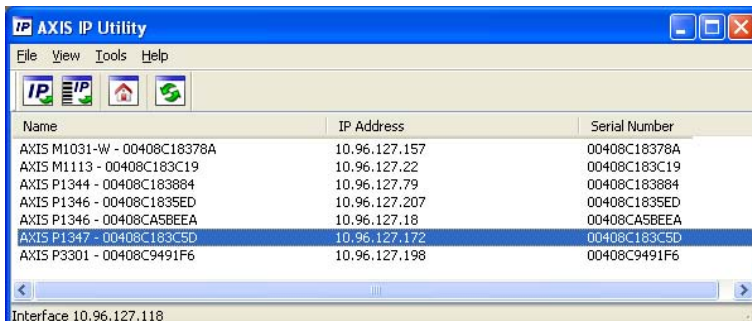 IP AXIS IP Utility
File View Tools Help
IP IP
Name IP Address Serial Number
AXIS M1031-W - 00408C18378A 10.96.127.157 00408C18378A
AXIS M1113 - 00408C183C19 10.96.127.22 00408C183C19
AXIS P1344 - 00408C183884 10.96.127.79 00408C183884
AXIS P1346 - 00408C1835ED 10.96.127.207 00408C1835ED
AXIS P1346 - 00408CA5BEEA 10.96.127.18 00408CA5BEEA
AXIS P1347 - 00408C183C5D 10.96.127.172 00408C183C5D
AXIS P3301 - 00408C9491F6 10.96.127.198 00408C9491F6
Interface 10.96.127.118